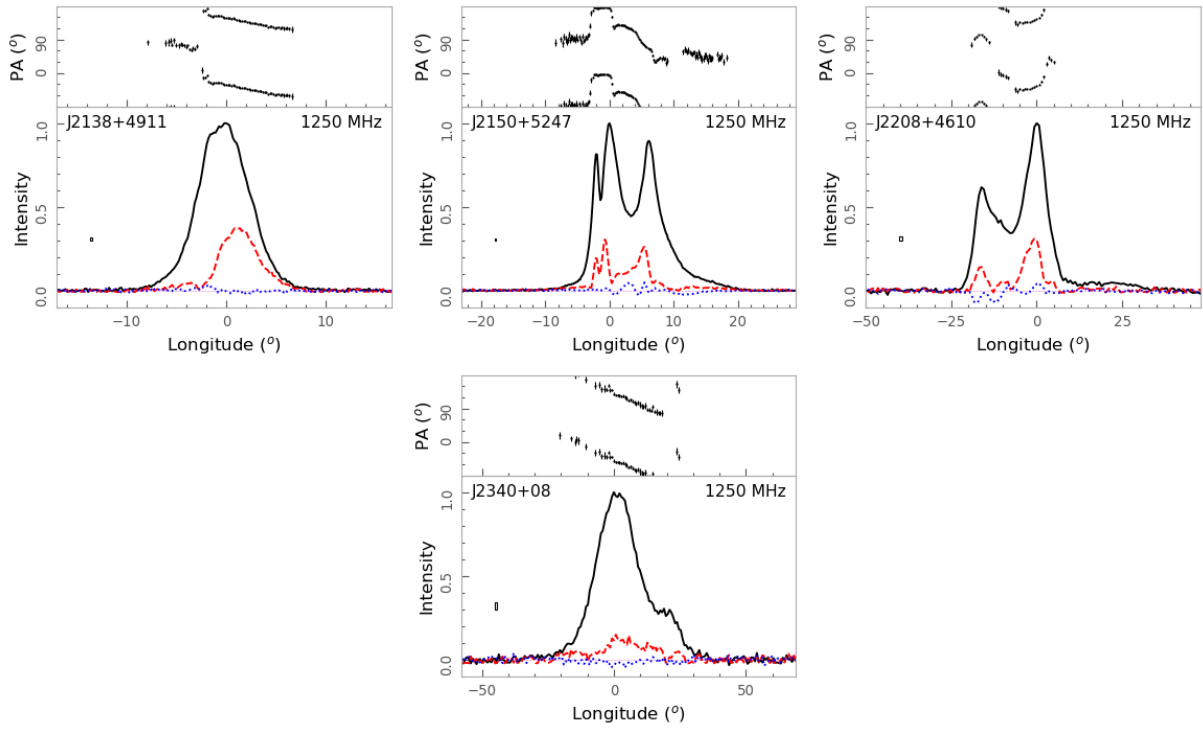 PA (°)
90
0
J2138+4911 1250 MHz
Intensity
1.0
0.5
0.0
−10 0 10
Longitude (°)
PA (°)
90
0
J2150+5247 1250 MHz
Intensity
1.0
0.5
0.0
−20 −10 0 10 20
Longitude (°)
PA (°)
90
0
J2208+4610 1250 MHz
Intensity
1.0
0.5
0.0
−50 −25 0 25
Longitude (°)
PA (°)
90
0
J2340+08 1250 MHz
Intensity
1.0
0.5
0.0
−50 0 50
Longitude (°)